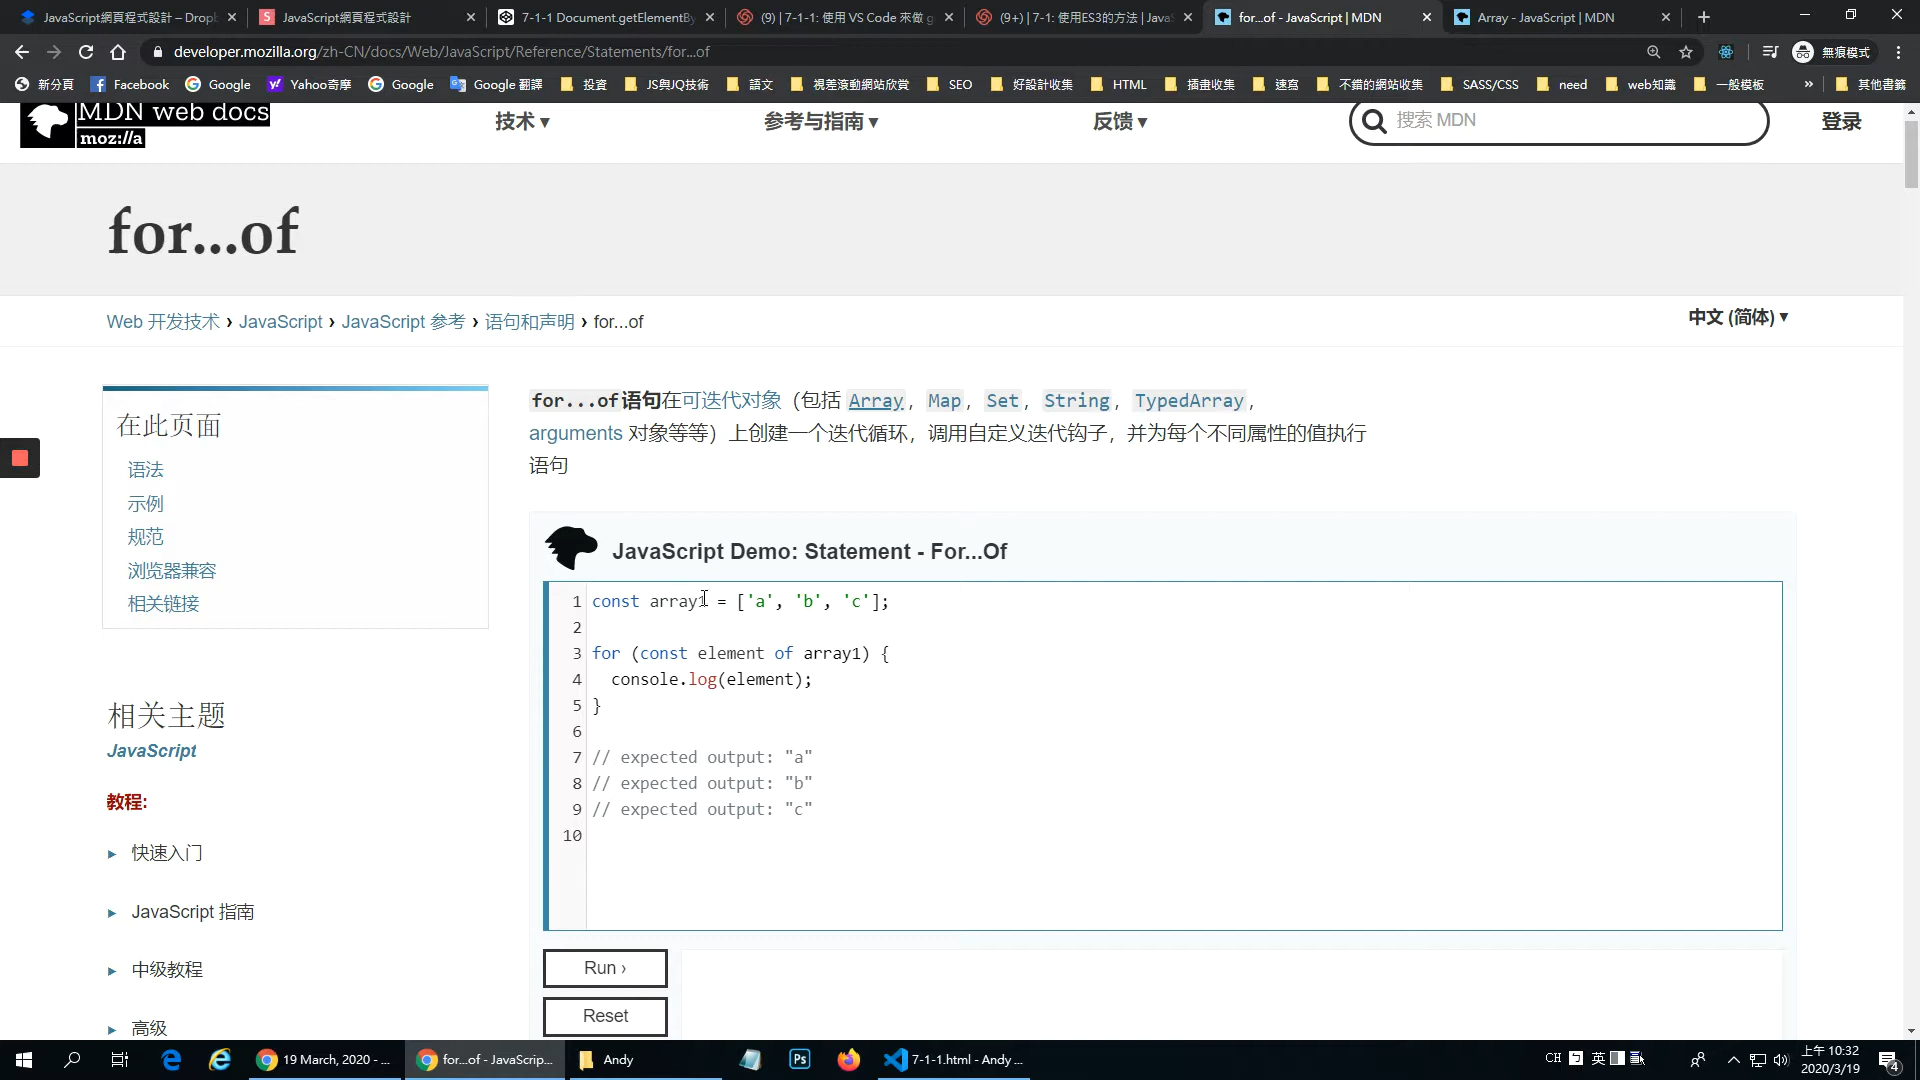 JavaScript網頁程式設計 – Dropb
JavaScript網頁程式設計
7-1-1 Document.getElementBy
(9) | 7-1-1: 使用 VS Code 來做 g
(9+) | 7-1: 使用ES3的方法 | Java
for...of - JavaScript | MDN
Array - JavaScript | MDN
developer.mozilla.org/zh-CN/docs/Web/JavaScript/Reference/Statements/for...of
無痕模式
新分頁
Facebook
Google
Yahoo奇摩
Google
Google 翻譯
投資
JS與JQ技術
語文
視差滾動網站欣賞
SEO
好設計收集
HTML
插畫收集
速寫
不錯的網站收集
SASS/CSS
need
web知識
一般模板
»
其他書籤
MDN web docs
moz://a
技术 ▾
参考与指南 ▾
反馈 ▾
搜索 MDN
登录
for...of
Web 开发技术 › JavaScript › JavaScript 参考 › 语句和声明 › for...of
中文 (简体) ▾
在此页面
语法
示例
规范
浏览器兼容
相关链接
相关主题
JavaScript
教程:
▸ 快速入门
▸ JavaScript 指南
▸ 中级教程
▸ 高级
for...of语句在可迭代对象（包括 Array，Map，Set，String，TypedArray，
arguments 对象等等）上创建一个迭代循环，调用自定义迭代钩子，并为每个不同属性的值执行
语句
JavaScript Demo: Statement - For...Of
1 const array1 = ['a', 'b', 'c'];
2
3 for (const element of array1) {
4 console.log(element);
5 }
6
7 // expected output: "a"
8 // expected output: "b"
9 // expected output: "c"
10
Run ›
Reset
19 March, 2020 - ...
for...of - JavaScrip...
Andy
Ps
7-1-1.html - Andy ...
CH
英
上午 10:32
2020/3/19
4